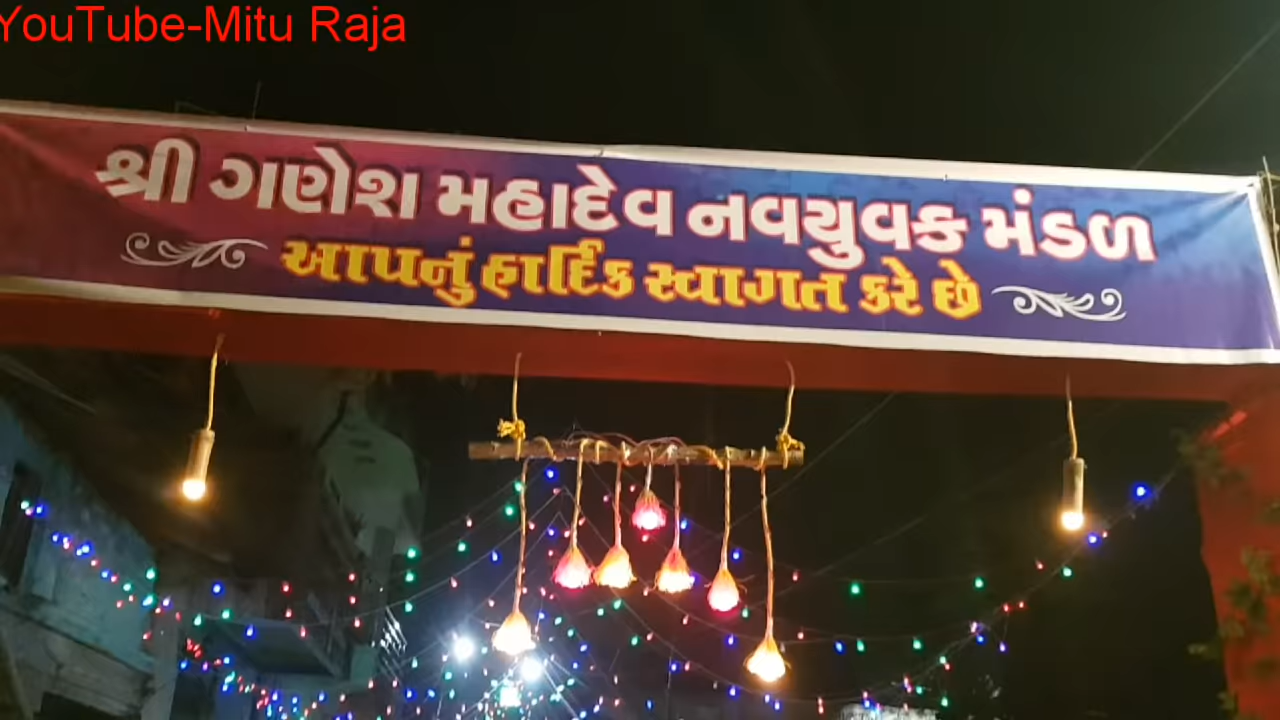 YouTube-Mitu Raja
શ્રી ગણેશ મહાદેવ નવયુવક મંડળ
આપનું હાર્દિક સ્વાગત કરે છે